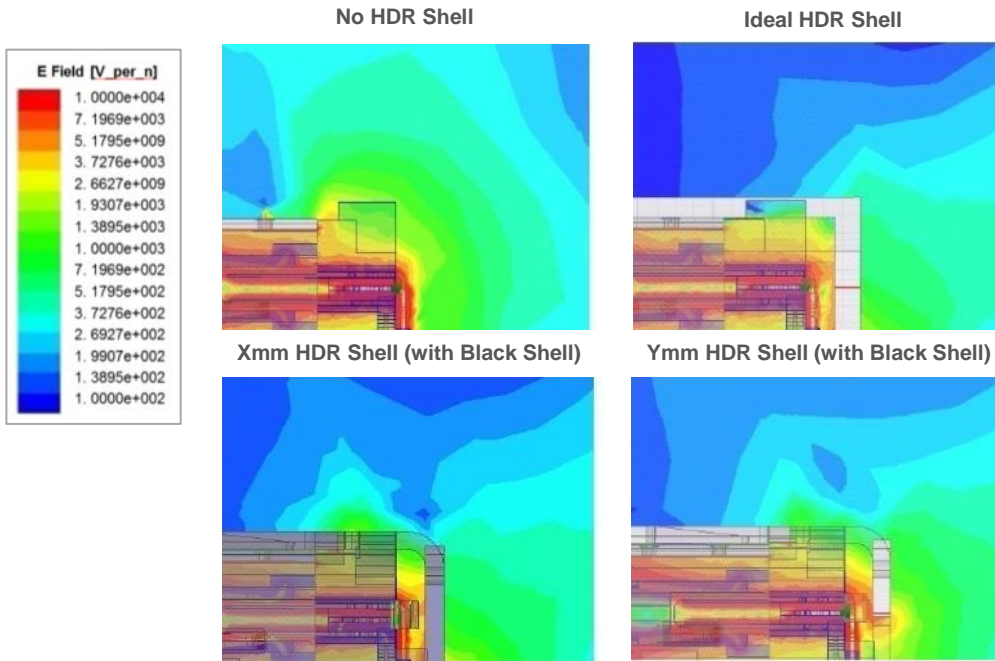 No HDR Shell
Ideal HDR Shell
E Field [V_per_n]
1. 0000e+004
7. 1969e+003
5. 1795e+009
3. 7276e+003
2. 6627e+009
1. 9307e+003
1. 3895e+003
1. 0000e+003
7. 1969e+002
5. 1795e+002
3. 7276e+002
2. 6927e+002
1. 9907e+002
1. 3895e+002
1. 0000e+002
Xmm HDR Shell (with Black Shell)
Ymm HDR Shell (with Black Shell)